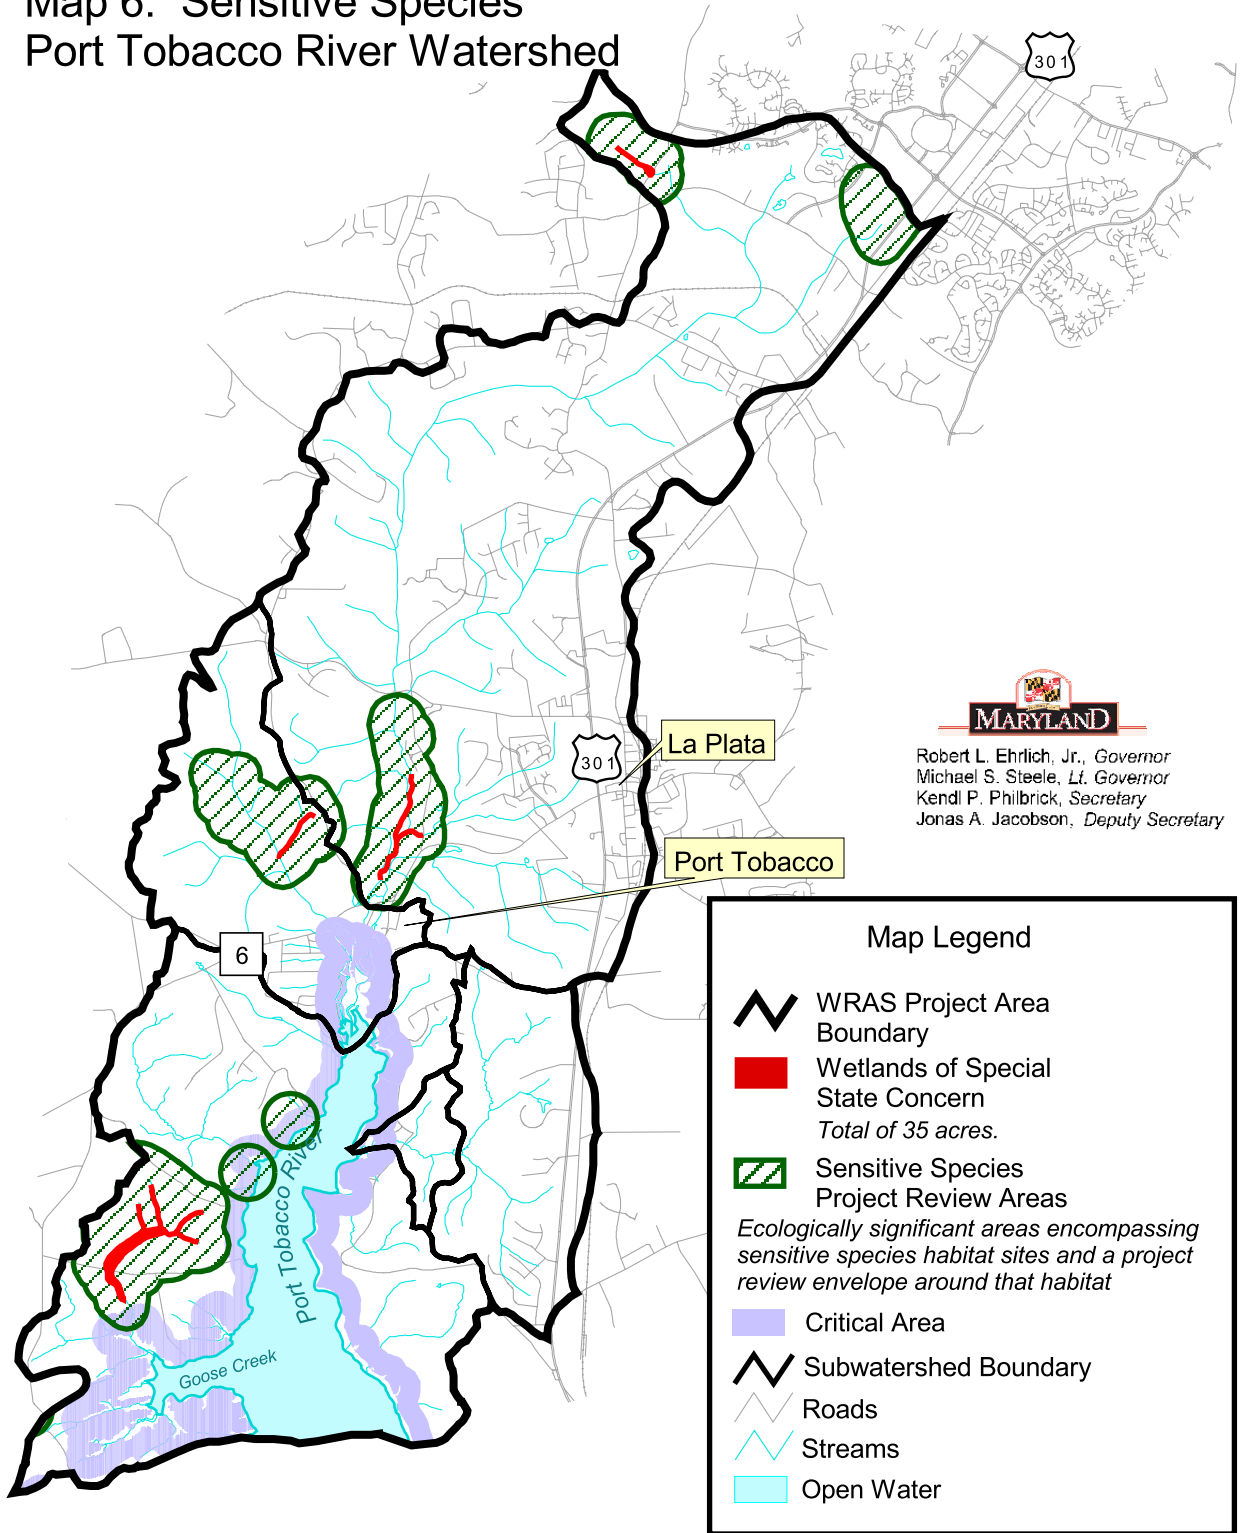 Map 6: Sensitive Species
Port Tobacco River Watershed
301
MARYLAND
Robert L. Ehrlich, Jr., Governor
Michael S. Steele, Lt. Governor
Kendl P. Philbrick, Secretary
Jonas A. Jacobson, Deputy Secretary
La Plata
301
Port Tobacco
6
Port Tobacco River
Goose Creek
Map Legend
WRAS Project Area
Boundary
Wetlands of Special
State Concern
Total of 35 acres.
Sensitive Species
Project Review Areas
Ecologically significant areas encompassing
sensitive species habitat sites and a project
review envelope around that habitat
Critical Area
Subwatershed Boundary
Roads
Streams
Open Water